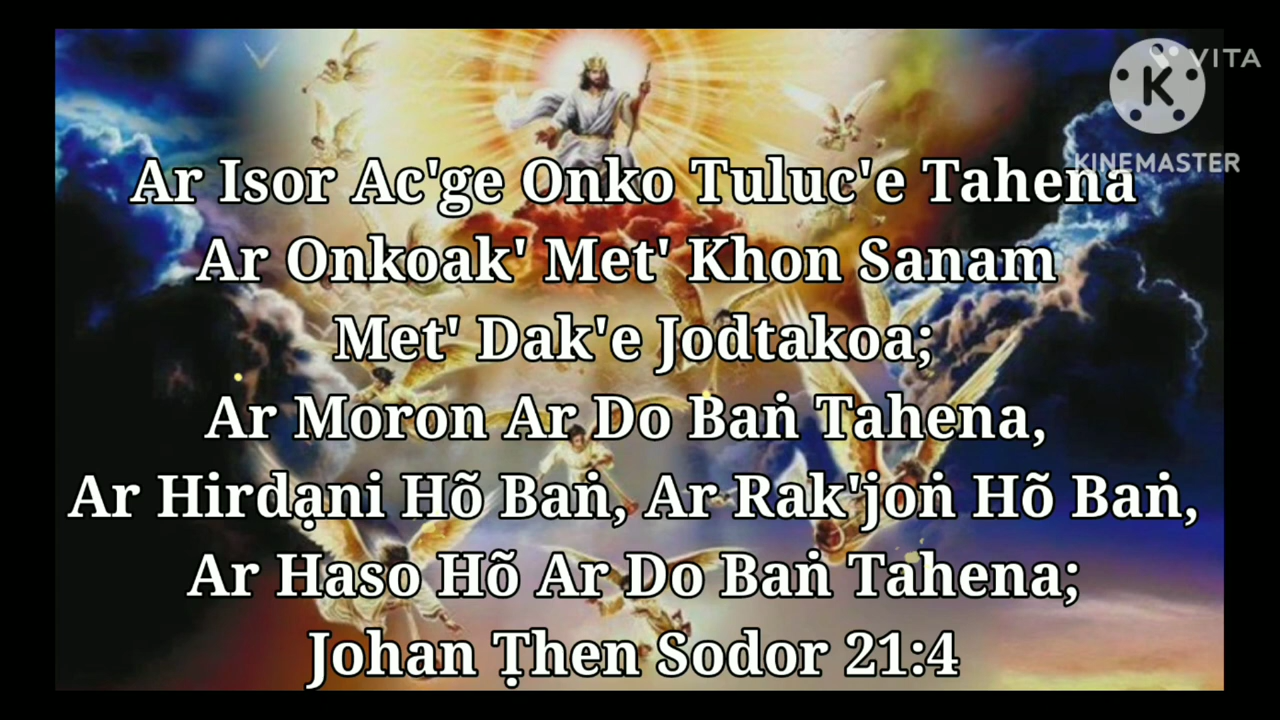 VITA
KINEMASTER
Ar Isor Ac'ge Onko Tuluc'e Tahena
Ar Onkoak' Met' Khon Sanam
Met' Dak'e Jodtakoa;
Ar Moron Ar Do Baṅ Tahena,
Ar Hirdạni Hõ Baṅ, Ar Rak'joṅ Hõ Baṅ,
Ar Haso Hõ Ar Do Baṅ Tahena;
Johan Ṭhen Sodor 21:4